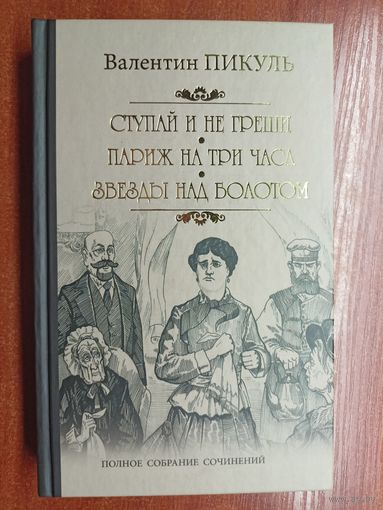 Валентин ПИКУЛЬ
СТУПАЙ И НЕ ГРЕШИ
•
ПАРИЖ НА ТРИ ЧАСА
•
ЗВЕЗДЫ НАД БОЛОТОМ
ПОЛНОЕ СОБРАНИЕ СОЧИНЕНИЙ